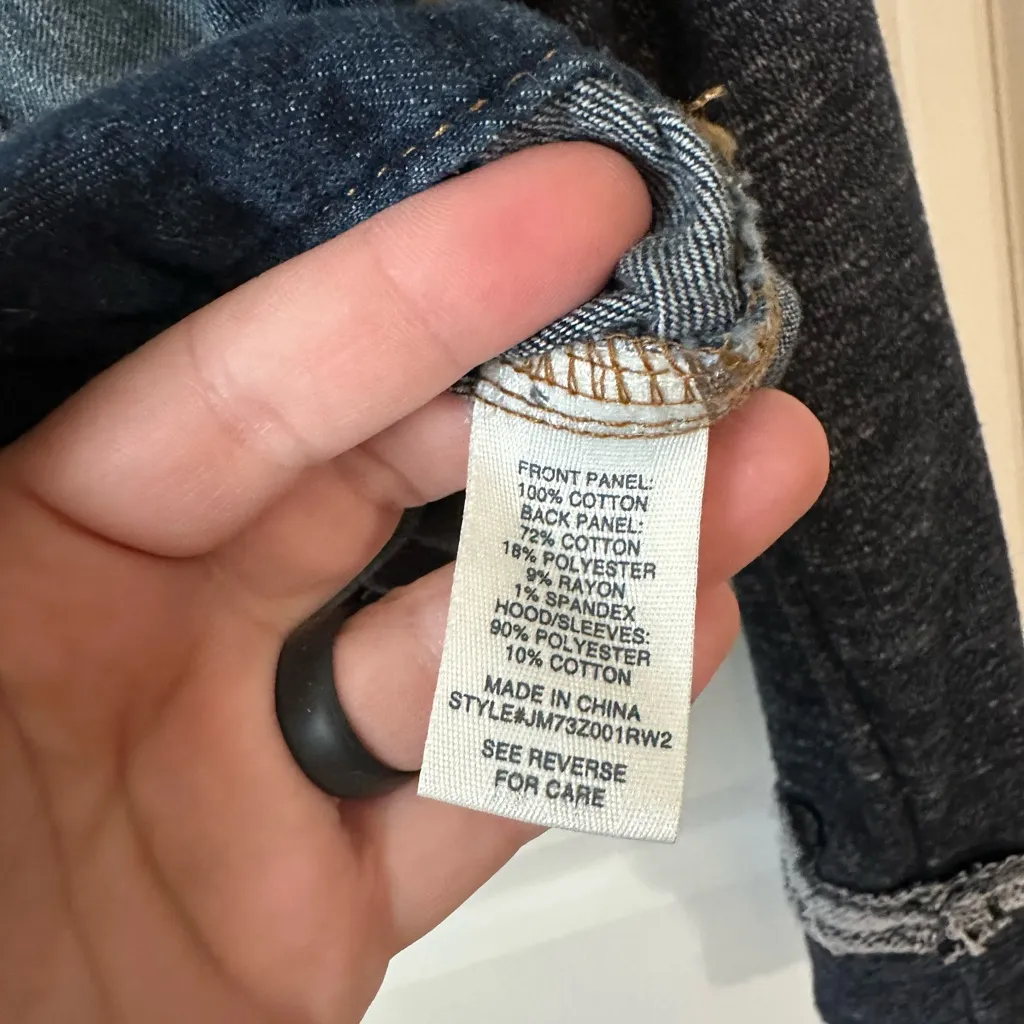 FRONT PANEL:
100% COTTON
BACK PANEL:
72% COTTON
18% POLYESTER
9% RAYON
1% SPANDEX
HOOD/SLEEVES:
90% POLYESTER
10% COTTON
MADE IN CHINA
STYLE#JM73Z001RW2
SEE REVERSE
FOR CARE